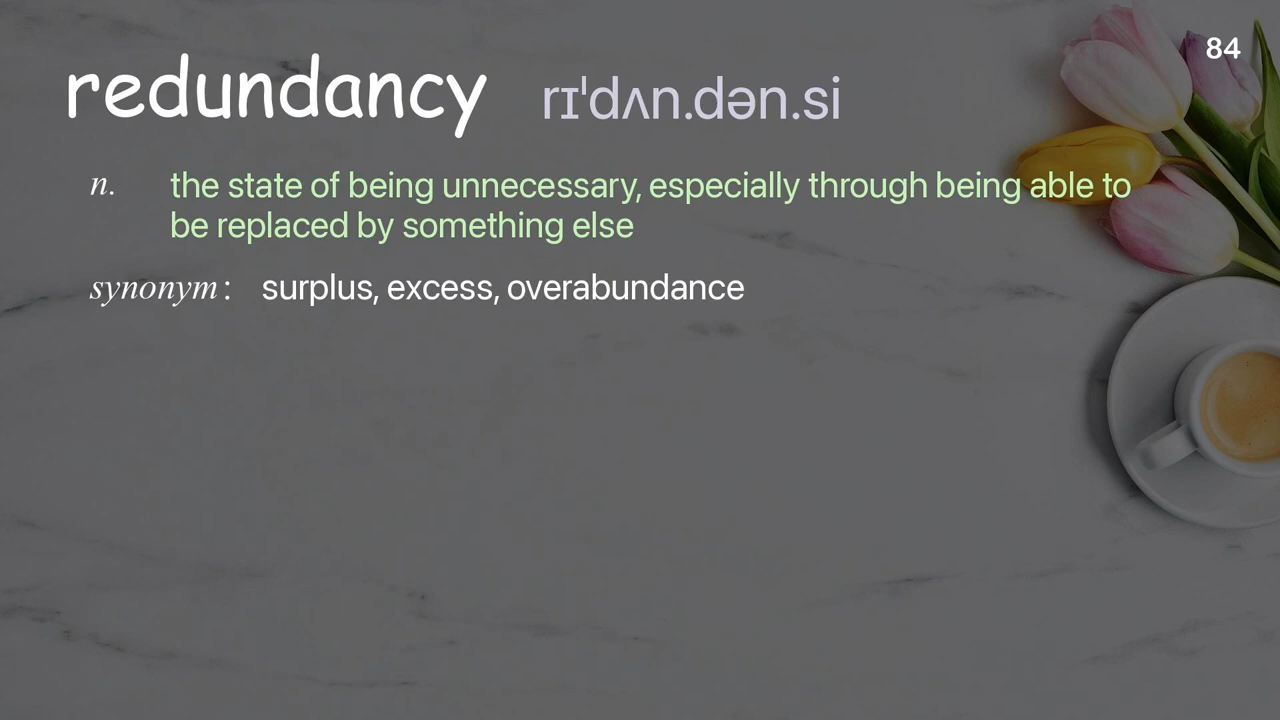 84
redundancy rɪˈdʌn.dən.si
n. the state of being unnecessary, especially through being able to
be replaced by something else
synonym: surplus, excess, overabundance